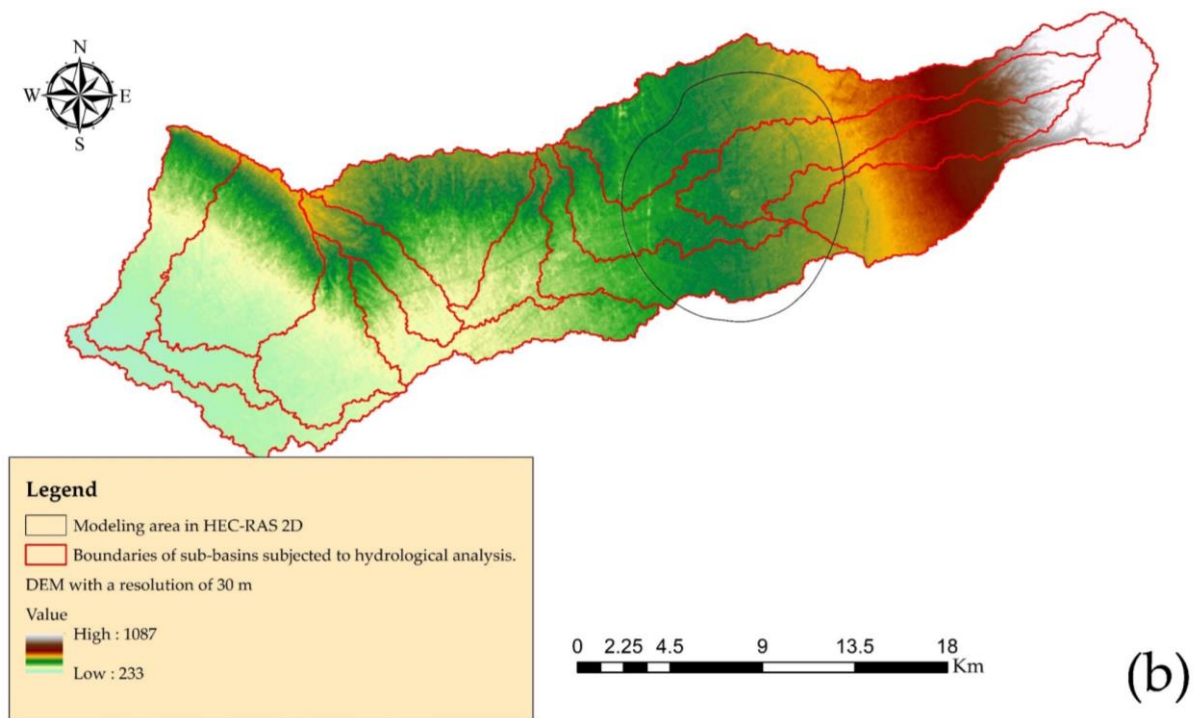 N
W E
S
Legend
Modeling area in HEC-RAS 2D
Boundaries of sub-basins subjected to hydrological analysis.
DEM with a resolution of 30 m
Value
High : 1087
Low : 233
0 2.25 4.5 9 13.5 18
Km
(b)